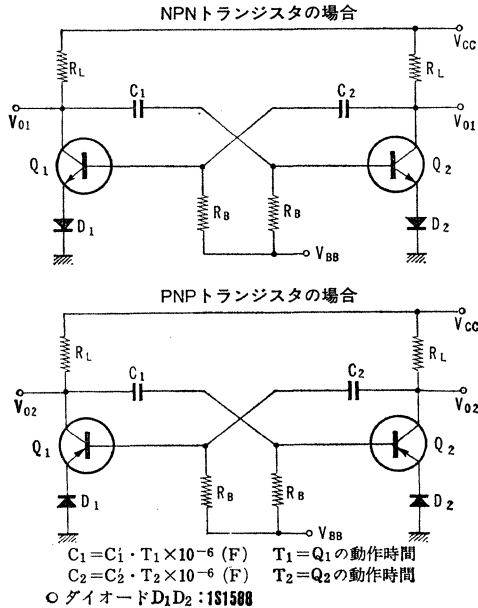 NPNトランジスタの場合
VCC
RL
RL
C1
C2
V01
V01
Q1
Q2
RB
RB
D1
D2
VBB
PNPトランジスタの場合
VCC
RL
RL
C1
C2
V02
V02
Q1
Q2
RB
RB
D1
D2
VBB
C1=C1′・T1×10−6 (F) T1=Q1の動作時間
C2=C2′・T2×10−6 (F) T2=Q2の動作時間
○ ダイオードD1D2:1S1588